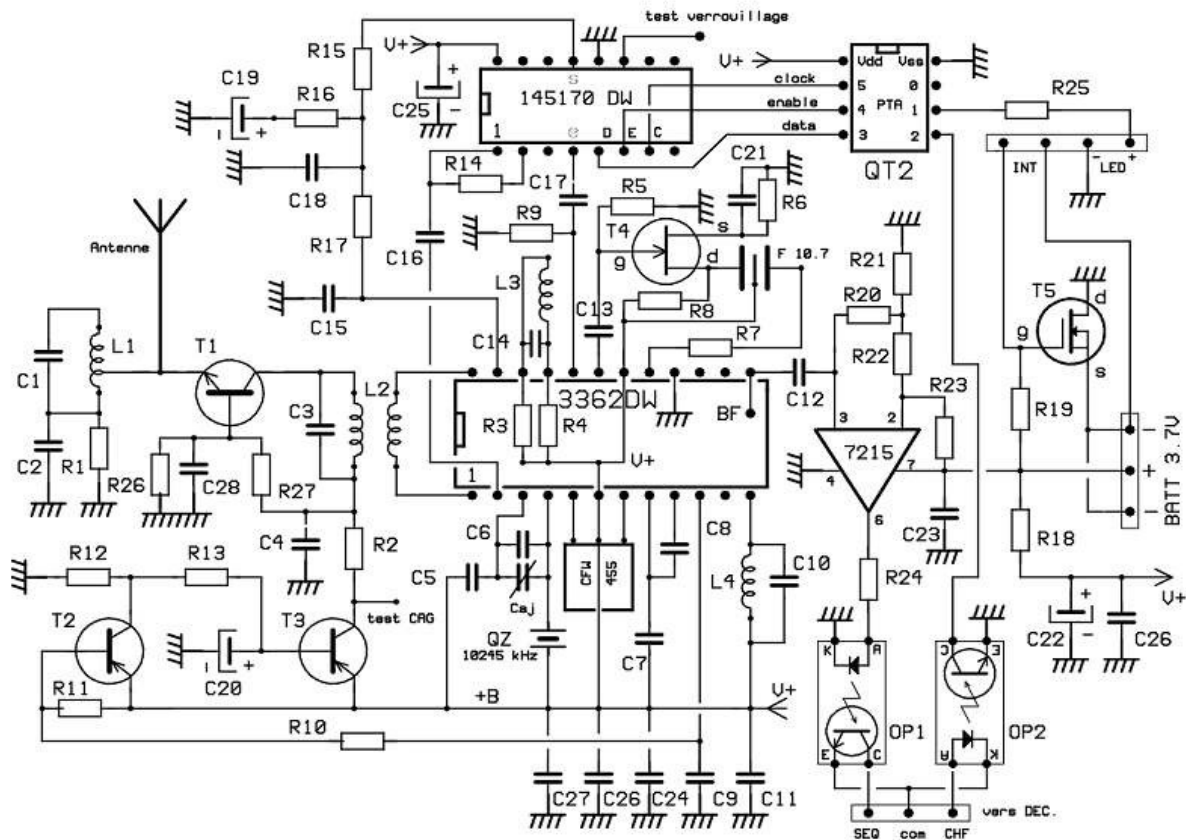 test verrouillage
V+
R15
C19
R16
C25
+
-
S
145170 DW
1
D E C
clock
enable
data
V+
Vdd Vss
5 0
4 PTA 1
3 2
QT2
R25
INT
- LED +
C18
R14
C17
R5
C21
R6
R9
T4
s
g
d
F 10.7
Antenne
R17
C16
L3
R8
R21
R20
T5
d
g
s
C15
C14
C13
R7
R22
L1
T1
C1
L2
3362DW
BF
C12
R23
C3
R3
R4
3 2
7215
R19
C2
R1
V+
1
4
7
6
-
+
-
BATT 3.7V
R26
C28
R27
C6
C8
C23
R18
C4
R2
C5
CFW
455
L4
C10
R24
V+
R12
R13
Caj
C22
+
-
C26
T2
T3
test CAG
QZ
10245 kHz
C7
K A
C E
-
+
C20
R11
+B
V+
R10
OP1
OP2
E C
A K
C27
C26
C24
C9
C11
vers DEC.
SEQ com CHF